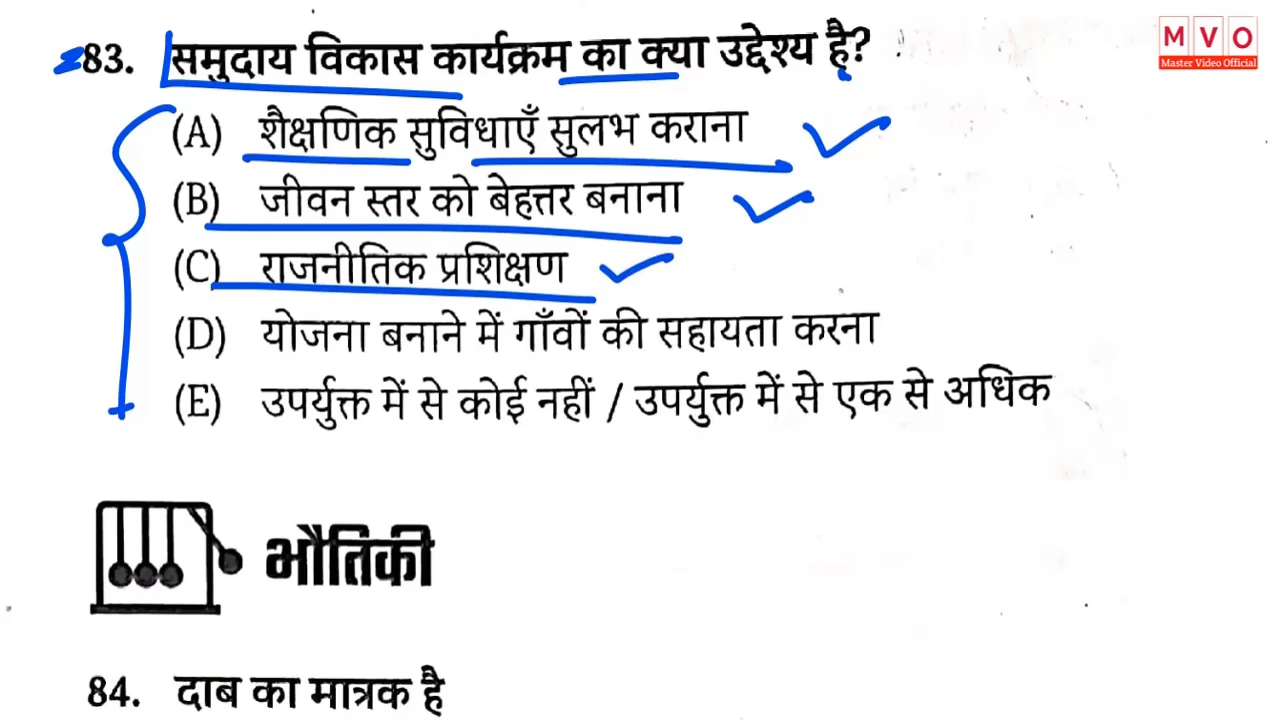 M V O
Master Video Official
83. समुदाय विकास कार्यक्रम का क्या उद्देश्य है?
(A) शैक्षणिक सुविधाएँ सुलभ कराना
(B) जीवन स्तर को बेहत्तर बनाना
(C) राजनीतिक प्रशिक्षण
(D) योजना बनाने में गाँवों की सहायता करना
(E) उपर्युक्त में से कोई नहीं / उपर्युक्त में से एक से अधिक
भौतिकी
84. दाब का मात्रक है